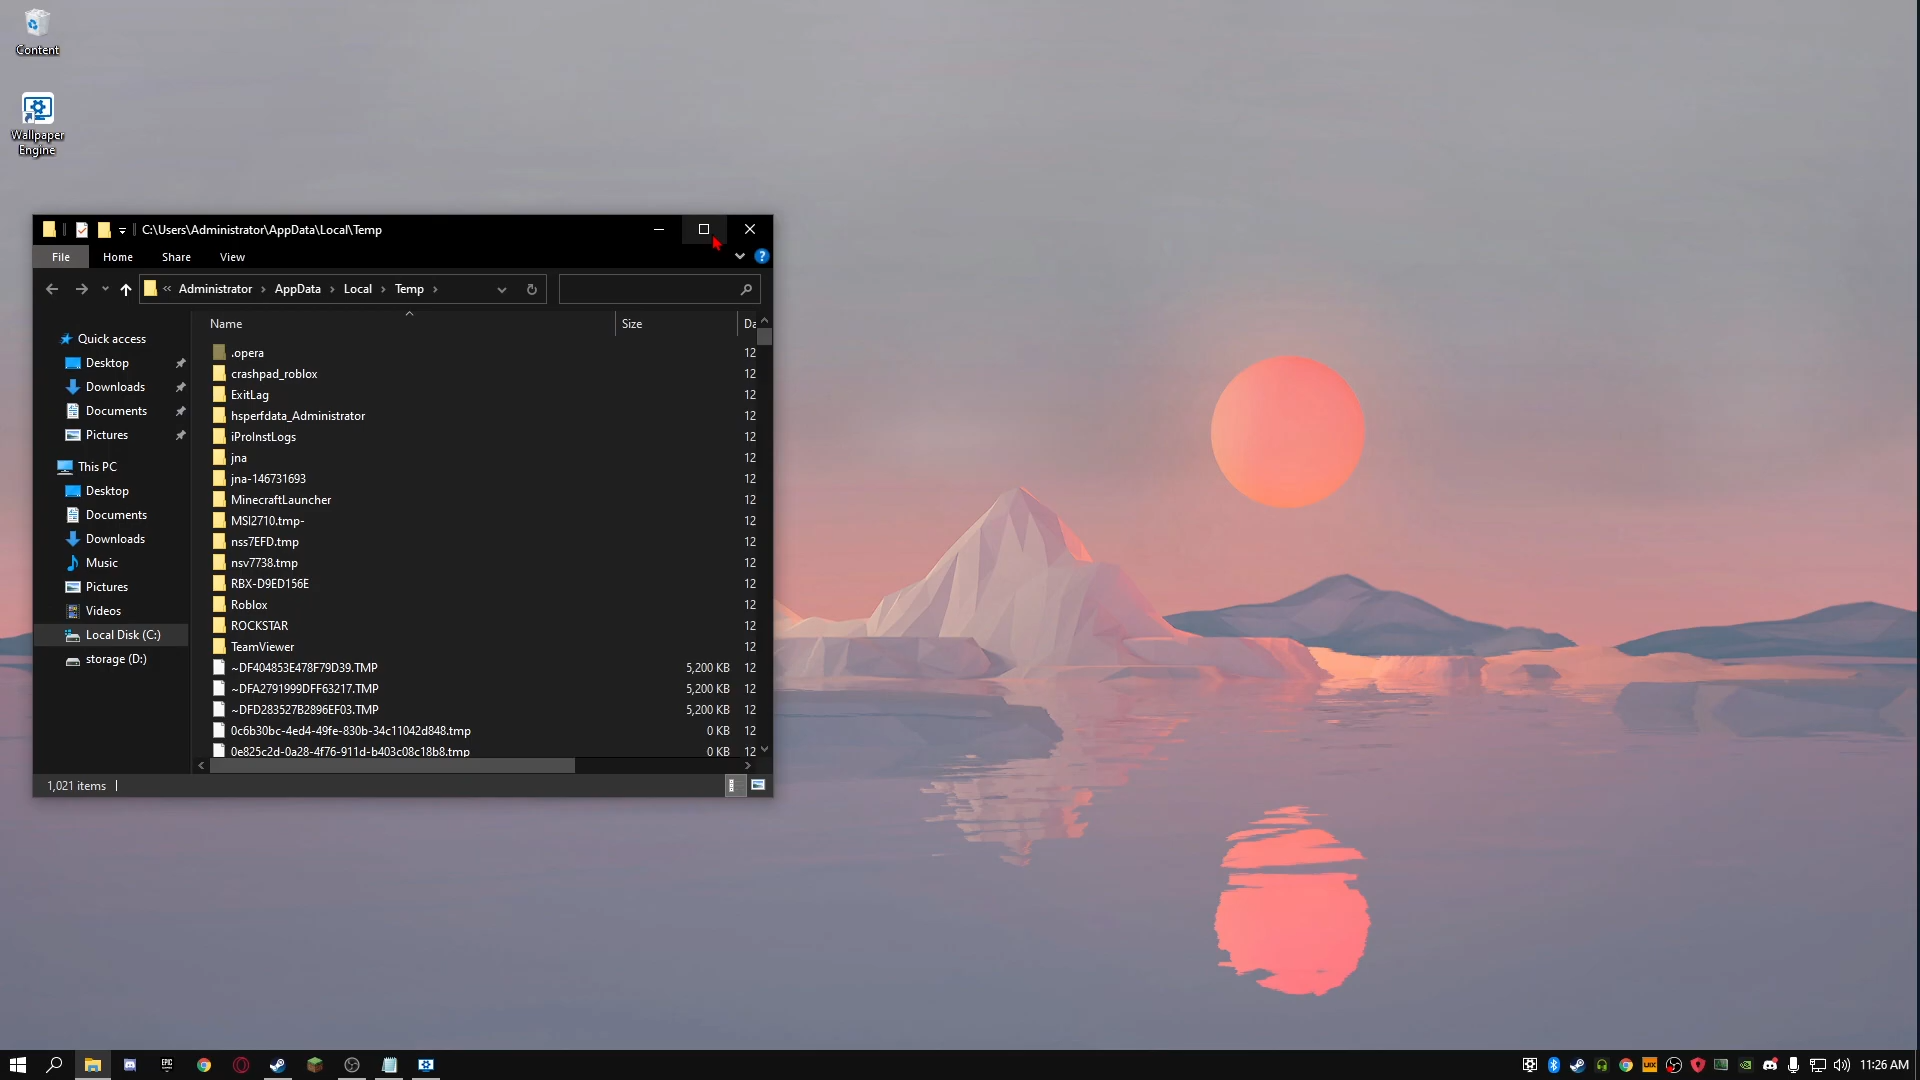 Content
Wallpaper
Engine
C:\Users\Administrator\AppData\Local\Temp
File Home Share View
?
« Administrator › AppData › Local › Temp ›
Name Size Da
Quick access
Desktop
Downloads
Documents
Pictures
This PC
Desktop
Documents
Downloads
Music
Pictures
Videos
Local Disk (C:)
storage (D:)
.opera 12
crashpad_roblox 12
ExitLag 12
hsperfdata_Administrator 12
iProInstLogs 12
jna 12
jna-146731693 12
MinecraftLauncher 12
MSI2710.tmp- 12
nss7EFD.tmp 12
nsv7738.tmp 12
RBX-D9ED156E 12
Roblox 12
ROCKSTAR 12
TeamViewer 12
~DF404853E478F79D39.TMP 5,200 KB 12
~DFA2791999DFF63217.TMP 5,200 KB 12
~DFD283527B2896EF03.TMP 5,200 KB 12
0c6b30bc-4ed4-49fe-830b-34c11042d848.tmp 0 KB 12
0e825c2d-0a28-4f76-911d-b403c08c18b8.tmp 0 KB 12
1,021 items
EPIC
11:26 AM